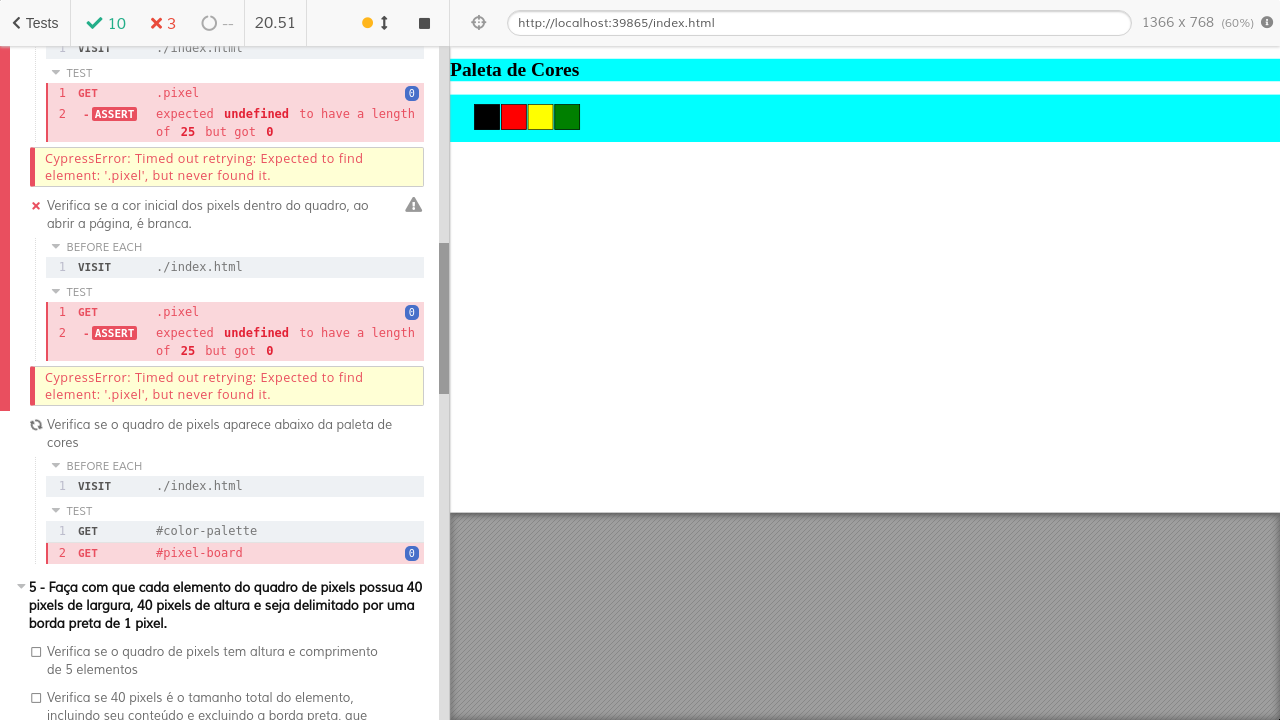 Tests
10
3
--
20.51
http://localhost:39865/index.html
1366 x 768 (60%)
1 VISIT ./index.html
TEST
1 GET .pixel 0
2 - ASSERT expected undefined to have a length
of 25 but got 0
CypressError: Timed out retrying: Expected to find
element: '.pixel', but never found it.
Verifica se a cor inicial dos pixels dentro do quadro, ao
abrir a página, é branca.
BEFORE EACH
1 VISIT ./index.html
TEST
1 GET .pixel 0
2 - ASSERT expected undefined to have a length
of 25 but got 0
CypressError: Timed out retrying: Expected to find
element: '.pixel', but never found it.
Verifica se o quadro de pixels aparece abaixo da paleta de
cores
BEFORE EACH
1 VISIT ./index.html
TEST
1 GET #color-palette
2 GET #pixel-board 0
5 - Faça com que cada elemento do quadro de pixels possua 40
pixels de largura, 40 pixels de altura e seja delimitado por uma
borda preta de 1 pixel.
Verifica se o quadro de pixels tem altura e comprimento
de 5 elementos
Verifica se 40 pixels é o tamanho total do elemento,
incluindo seu conteúdo e excluindo a borda preta, que
Paleta de Cores